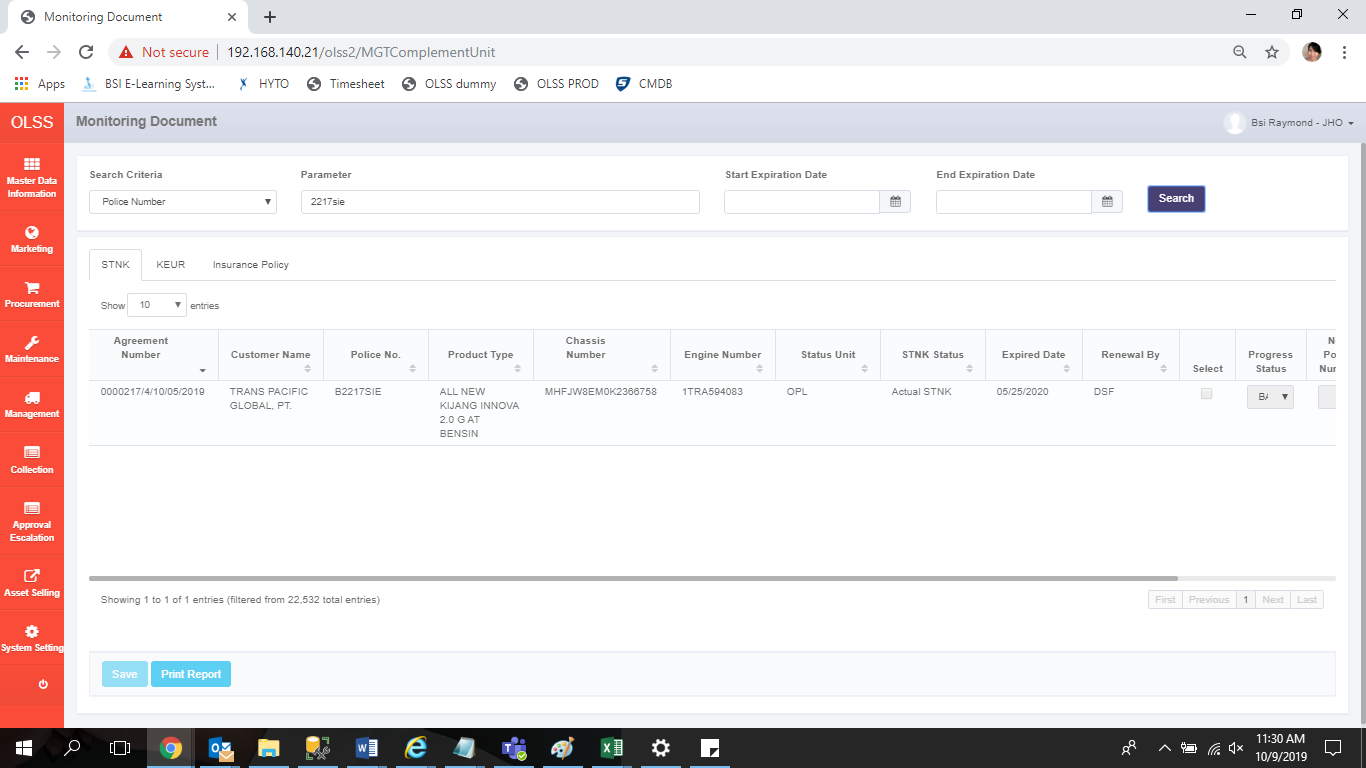 Monitoring Document
Not secure
192.168.140.21/olss2/MGTComplementUnit
Apps
BSI E-Learning Syst...
HYTO
Timesheet
OLSS dummy
OLSS PROD
CMDB
OLSS
Monitoring Document
Bsi Raymond - JHO
Master Data
Information
Marketing
Procurement
Maintenance
Management
Collection
Approval
Escalation
Asset Selling
System Setting
Search Criteria
Parameter
Start Expiration Date
End Expiration Date
Police Number
2217sie
Search
STNK
KEUR
Insurance Policy
Show 10 entries
Agreement
Number
Customer Name
Police No.
Product Type
Chassis
Number
Engine Number
Status Unit
STNK Status
Expired Date
Renewal By
Select
Progress
Status
N
Po
Nur
0000217/4/10/05/2019
TRANS PACIFIC
GLOBAL, PT.
B2217SIE
ALL NEW
KIJANG INNOVA
2.0 G AT
BENSIN
MHFJW8EM0K2366758
1TRA594083
OPL
Actual STNK
05/25/2020
DSF
BA
Showing 1 to 1 of 1 entries (filtered from 22,532 total entries)
First
Previous
1
Next
Last
Save
Print Report
11:30 AM
10/9/2019